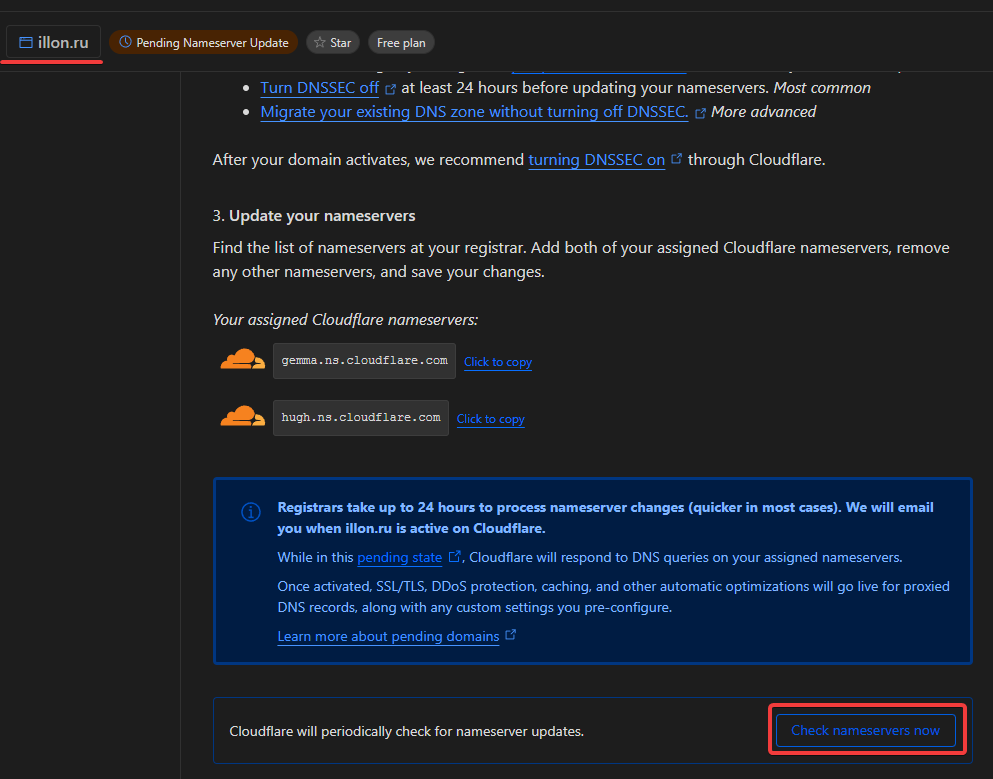 illon.ru Pending Nameserver Update Star Free plan
Turn DNSSEC off at least 24 hours before updating your nameservers. Most common
Migrate your existing DNS zone without turning off DNSSEC. More advanced
After your domain activates, we recommend turning DNSSEC on through Cloudflare.
3. Update your nameservers
Find the list of nameservers at your registrar. Add both of your assigned Cloudflare nameservers, remove
any other nameservers, and save your changes.
Your assigned Cloudflare nameservers:
gemma.ns.cloudflare.com Click to copy
hugh.ns.cloudflare.com Click to copy
Registrars take up to 24 hours to process nameserver changes (quicker in most cases). We will email
you when illon.ru is active on Cloudflare.
While in this pending state, Cloudflare will respond to DNS queries on your assigned nameservers.
Once activated, SSL/TLS, DDoS protection, caching, and other automatic optimizations will go live for proxied
DNS records, along with any custom settings you pre-configure.
Learn more about pending domains
Cloudflare will periodically check for nameserver updates. Check nameservers now